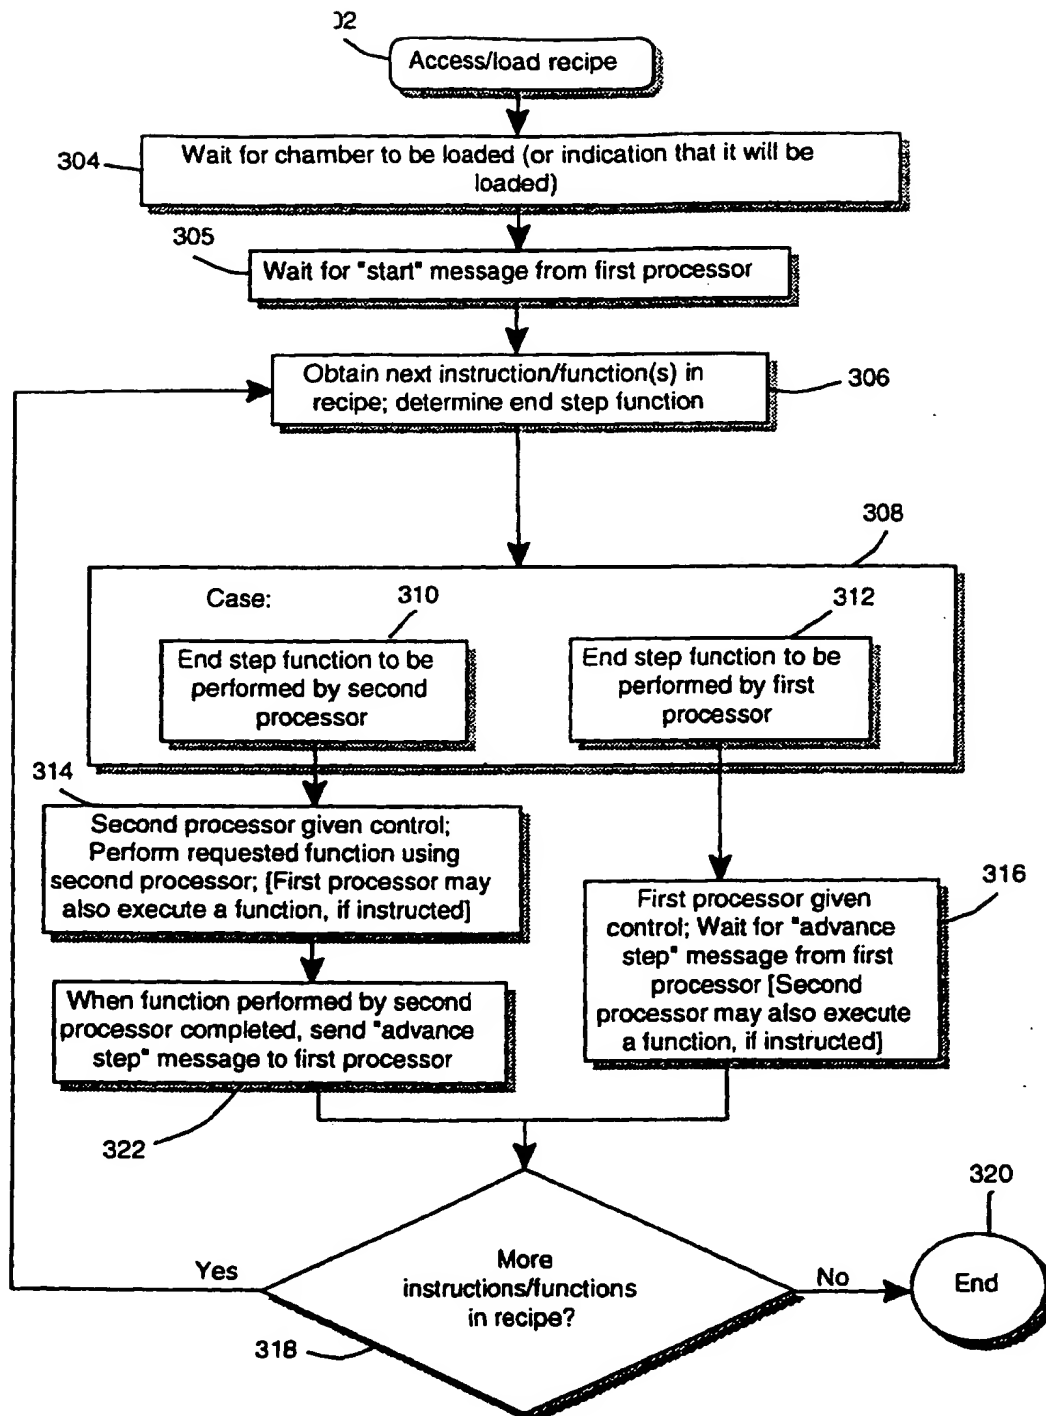 Access/load recipe
304
Wait for chamber to be loaded (or indication that it will be
loaded)
305
Wait for "start" message from first processor
Obtain next instruction/function(s) in
recipe; determine end step function
306
308
Case:
310
312
End step function to be
performed by second
processor
End step function to be
performed by first
processor
314
Second processor given control;
Perform requested function using
second processor; [First processor may
also execute a function, if instructed]
316
First processor given
control; Wait for "advance
step" message from first
processor [Second
processor may also execute
a function, if instructed]
When function performed by second
processor completed, send "advance
step" message to first processor
322
320
More
instructions/functions
in recipe?
Yes
No
End
318